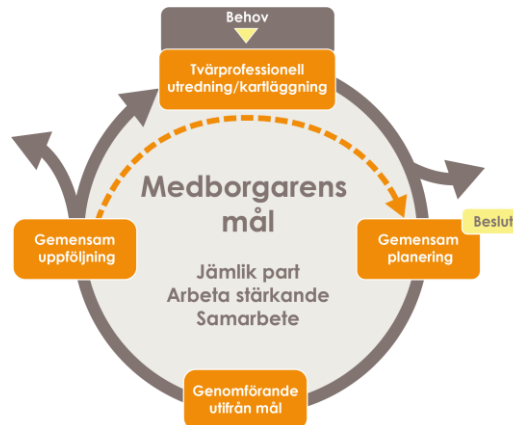 Behov
Tvärprofessionell
utredning/kartläggning
Medborgarens
mål
Jämlik part
Arbeta stärkande
Samarbete
Beslut
Gemensam
planering
Genomförande
utifrån mål
Gemensam
uppföljning